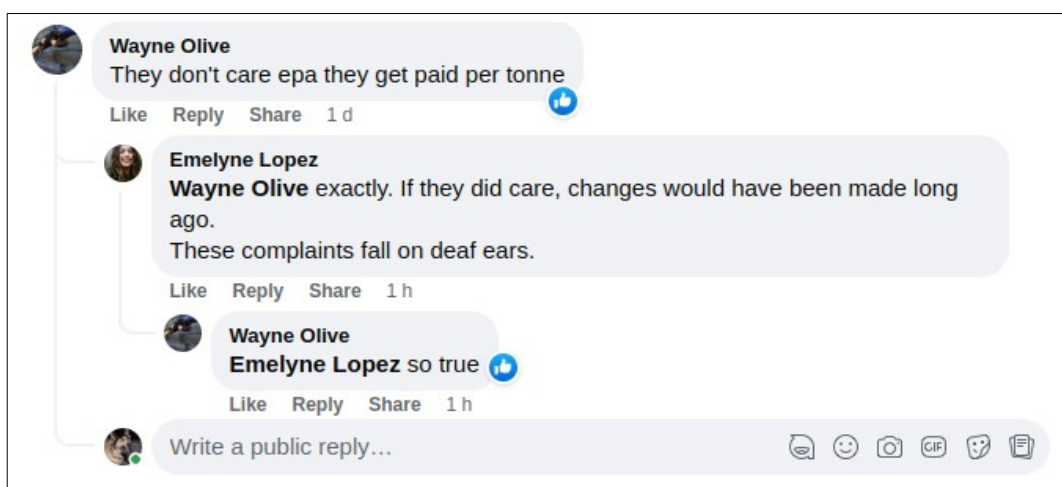 Wayne Olive
They don't care epa they get paid per tonne
Like Reply Share 1 d
Emelyne Lopez
Wayne Olive exactly. If they did care, changes would have been made long
ago.
These complaints fall on deaf ears.
Like Reply Share 1 h
Wayne Olive
Emelyne Lopez so true
Like Reply Share 1 h
Write a public reply…
GIF